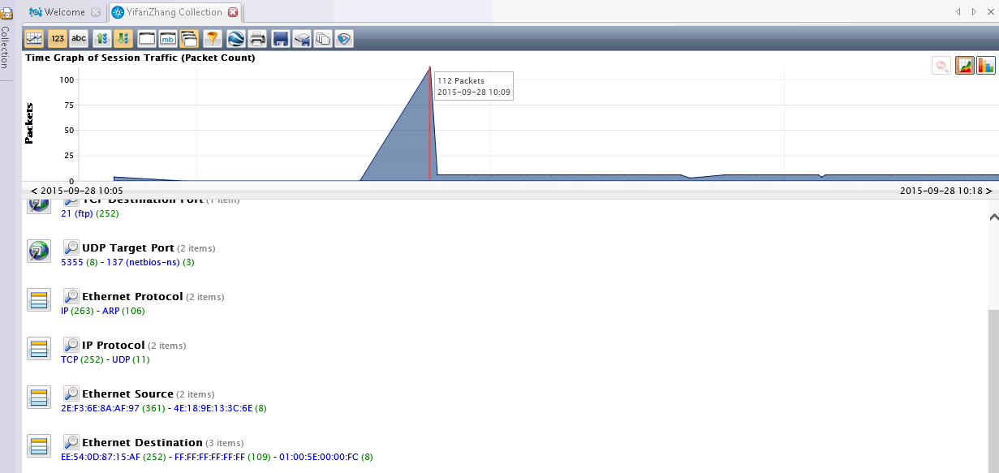 Welcome
YifanZhang Collection
Collection
123
abc
mb
Time Graph of Session Traffic (Packet Count)
Packets
100
75
50
25
0
112 Packets
2015-09-28 10:09
< 2015-09-28 10:05
2015-09-28 10:18 >
TCP Destination Port (1 item)
21 (ftp) (252)
UDP Target Port (2 items)
5355 (8) - 137 (netbios-ns) (3)
Ethernet Protocol (2 items)
IP (263) - ARP (106)
IP Protocol (2 items)
TCP (252) - UDP (11)
Ethernet Source (2 items)
2E:F3:6E:8A:AF:97 (361) - 4E:18:9E:13:3C:6E (8)
Ethernet Destination (3 items)
EE:54:0D:87:15:AF (252) - FF:FF:FF:FF:FF:FF (109) - 01:00:5E:00:00:FC (8)